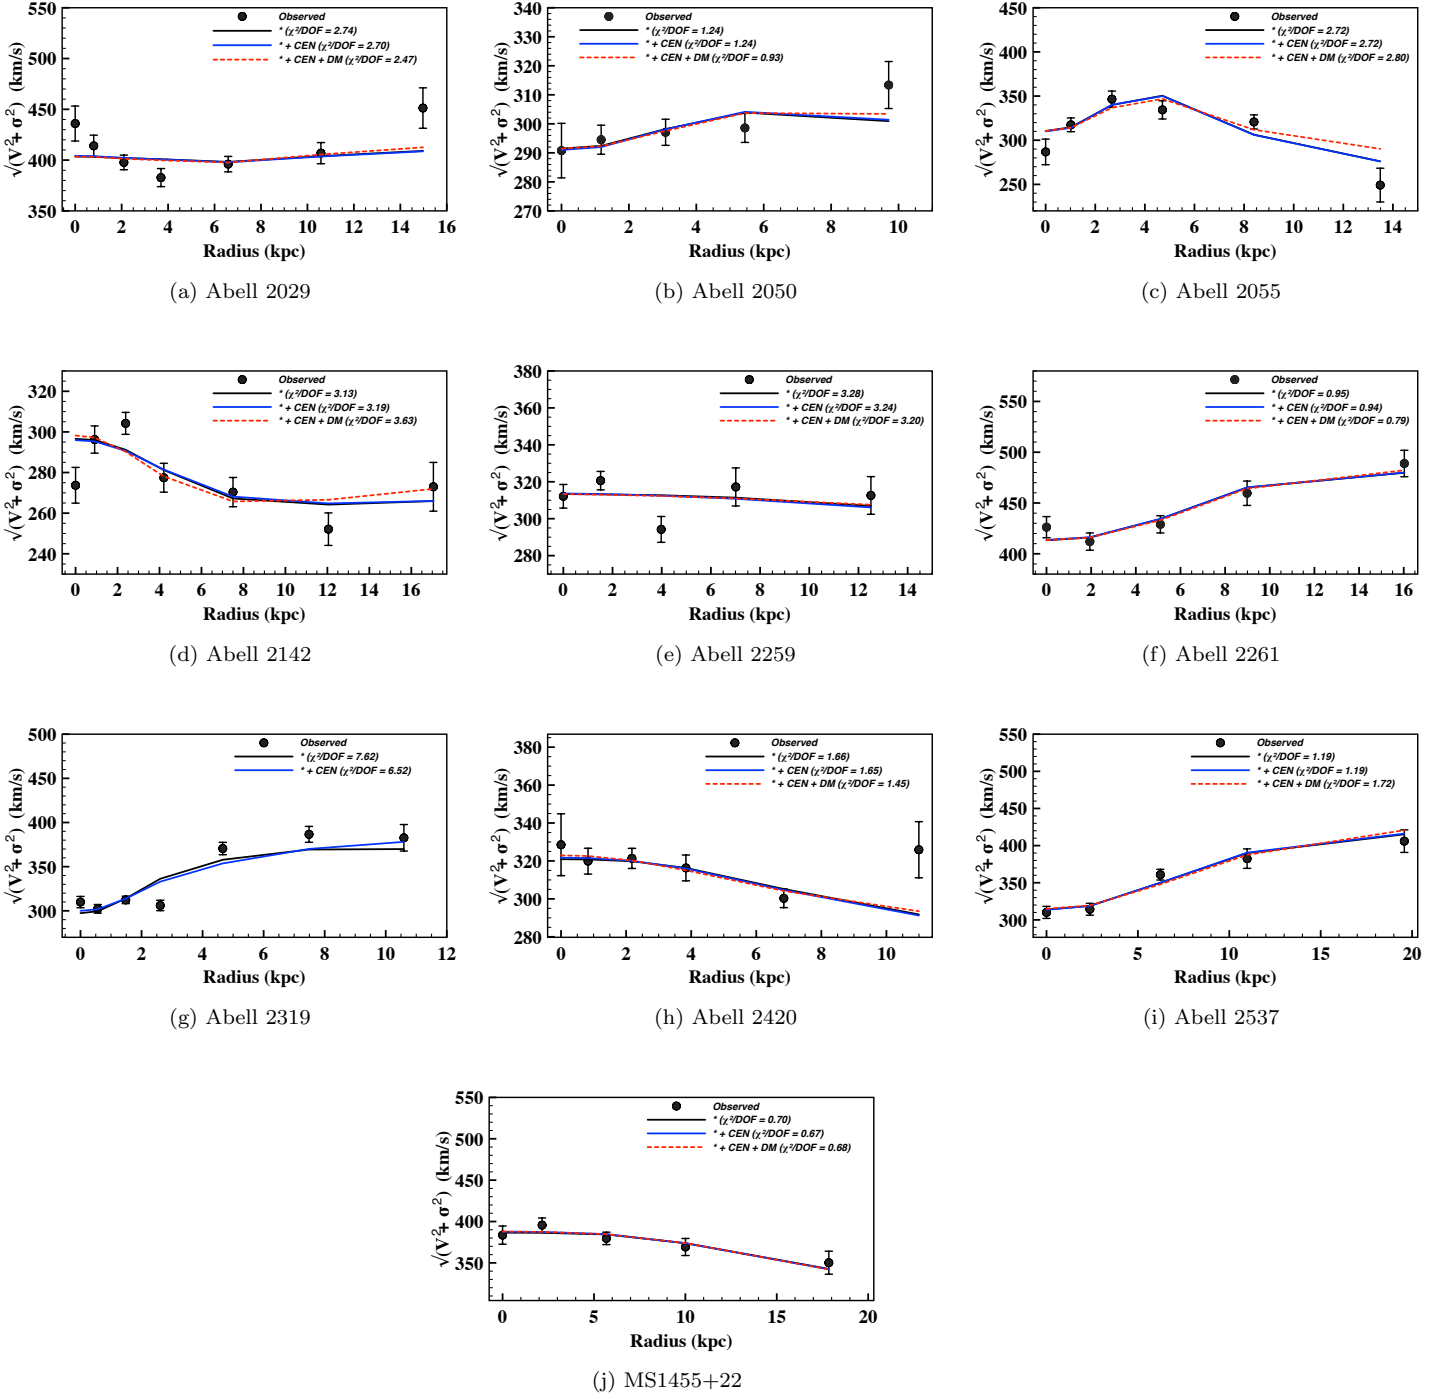 550
500
450
400
350
√(V²+ σ²) (km/s)
Observed
* (χ²/DOF = 2.74)
* + CEN (χ²/DOF = 2.70)
* + CEN + DM (χ²/DOF = 2.47)
0 2 4 6 8 10 12 14 16
Radius (kpc)
(a) Abell 2029
340
330
320
310
300
290
280
270
√(V²+ σ²) (km/s)
Observed
* (χ²/DOF = 1.24)
* + CEN (χ²/DOF = 1.24)
* + CEN + DM (χ²/DOF = 0.93)
0 2 4 6 8 10
Radius (kpc)
(b) Abell 2050
450
400
350
300
250
√(V²+ σ²) (km/s)
Observed
* (χ²/DOF = 2.72)
* + CEN (χ²/DOF = 2.72)
* + CEN + DM (χ²/DOF = 2.80)
0 2 4 6 8 10 12 14
Radius (kpc)
(c) Abell 2055
320
300
280
260
240
√(V²+ σ²) (km/s)
Observed
* (χ²/DOF = 3.13)
* + CEN (χ²/DOF = 3.19)
* + CEN + DM (χ²/DOF = 3.63)
0 2 4 6 8 10 12 14 16
Radius (kpc)
(d) Abell 2142
380
360
340
320
300
280
√(V²+ σ²) (km/s)
Observed
* (χ²/DOF = 3.28)
* + CEN (χ²/DOF = 3.24)
* + CEN + DM (χ²/DOF = 3.20)
0 2 4 6 8 10 12 14
Radius (kpc)
(e) Abell 2259
550
500
450
400
√(V²+ σ²) (km/s)
Observed
* (χ²/DOF = 0.95)
* + CEN (χ²/DOF = 0.94)
* + CEN + DM (χ²/DOF = 0.79)
0 2 4 6 8 10 12 14 16
Radius (kpc)
(f) Abell 2261
500
450
400
350
300
√(V²+ σ²) (km/s)
Observed
* (χ²/DOF = 7.62)
* + CEN (χ²/DOF = 6.52)
0 2 4 6 8 10 12
Radius (kpc)
(g) Abell 2319
380
360
340
320
300
280
√(V²+ σ²) (km/s)
Observed
* (χ²/DOF = 1.66)
* + CEN (χ²/DOF = 1.65)
* + CEN + DM (χ²/DOF = 1.45)
0 2 4 6 8 10
Radius (kpc)
(h) Abell 2420
550
500
450
400
350
300
√(V²+ σ²) (km/s)
Observed
* (χ²/DOF = 1.19)
* + CEN (χ²/DOF = 1.19)
* + CEN + DM (χ²/DOF = 1.72)
0 5 10 15 20
Radius (kpc)
(i) Abell 2537
550
500
450
400
350
√(V²+ σ²) (km/s)
Observed
* (χ²/DOF = 0.70)
* + CEN (χ²/DOF = 0.67)
* + CEN + DM (χ²/DOF = 0.68)
0 5 10 15 20
Radius (kpc)
(j) MS1455+22